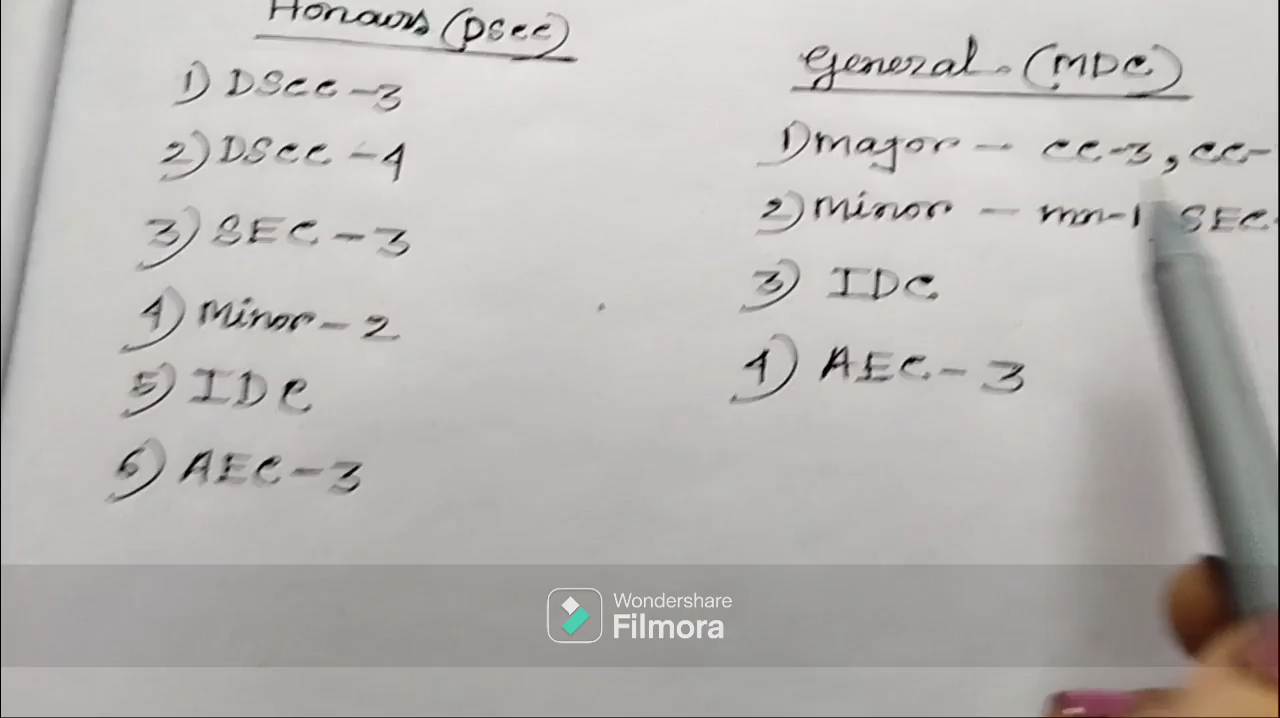 Honours (DSCC)
1) DSCC-3
2) DSCC-4
3) SEC-3
4) Minor-2
5) IDC
6) AEC-3
General. (MDC)
1) Major - CC-3, CC-
2) Minor - mn-1, SEC
3) IDC
4) AEC-3
Wondershare
Filmora